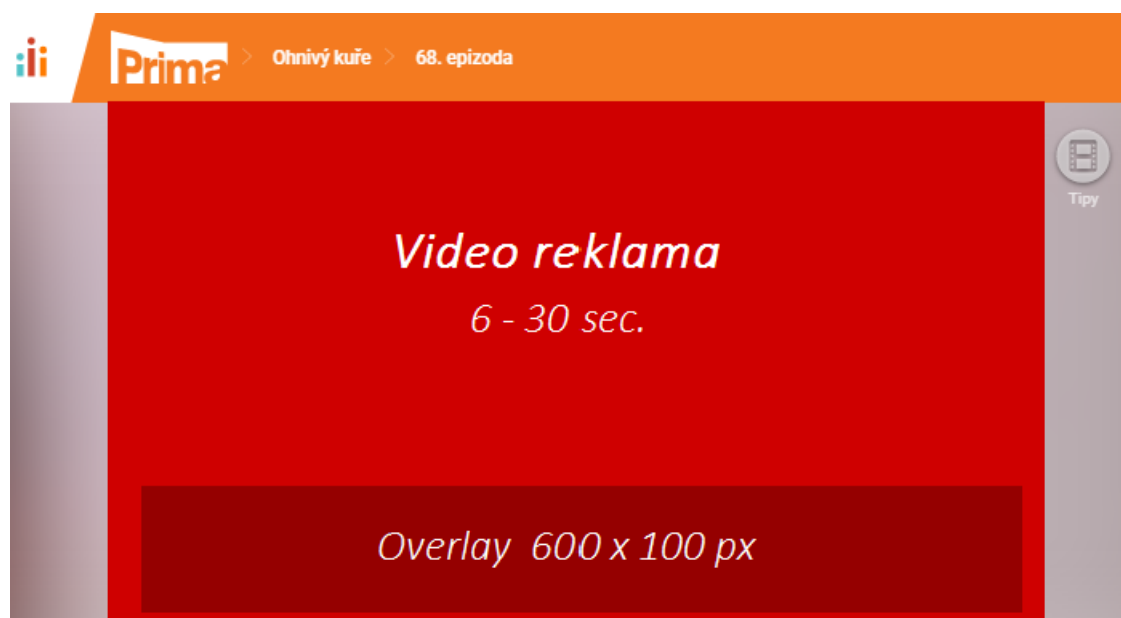 Prima > Ohnivý kuře > 68. epizoda
Tipy
Video reklama
6 - 30 sec.
Overlay 600 x 100 px